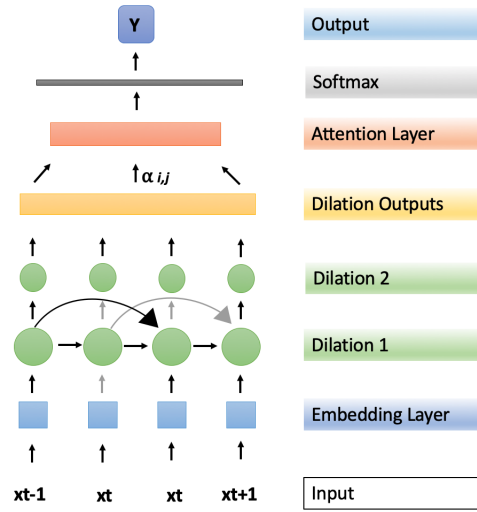 Y
Output
Softmax
Attention Layer
α i,j
Dilation Outputs
Dilation 2
Dilation 1
Embedding Layer
xt-1 xt xt xt+1
Input